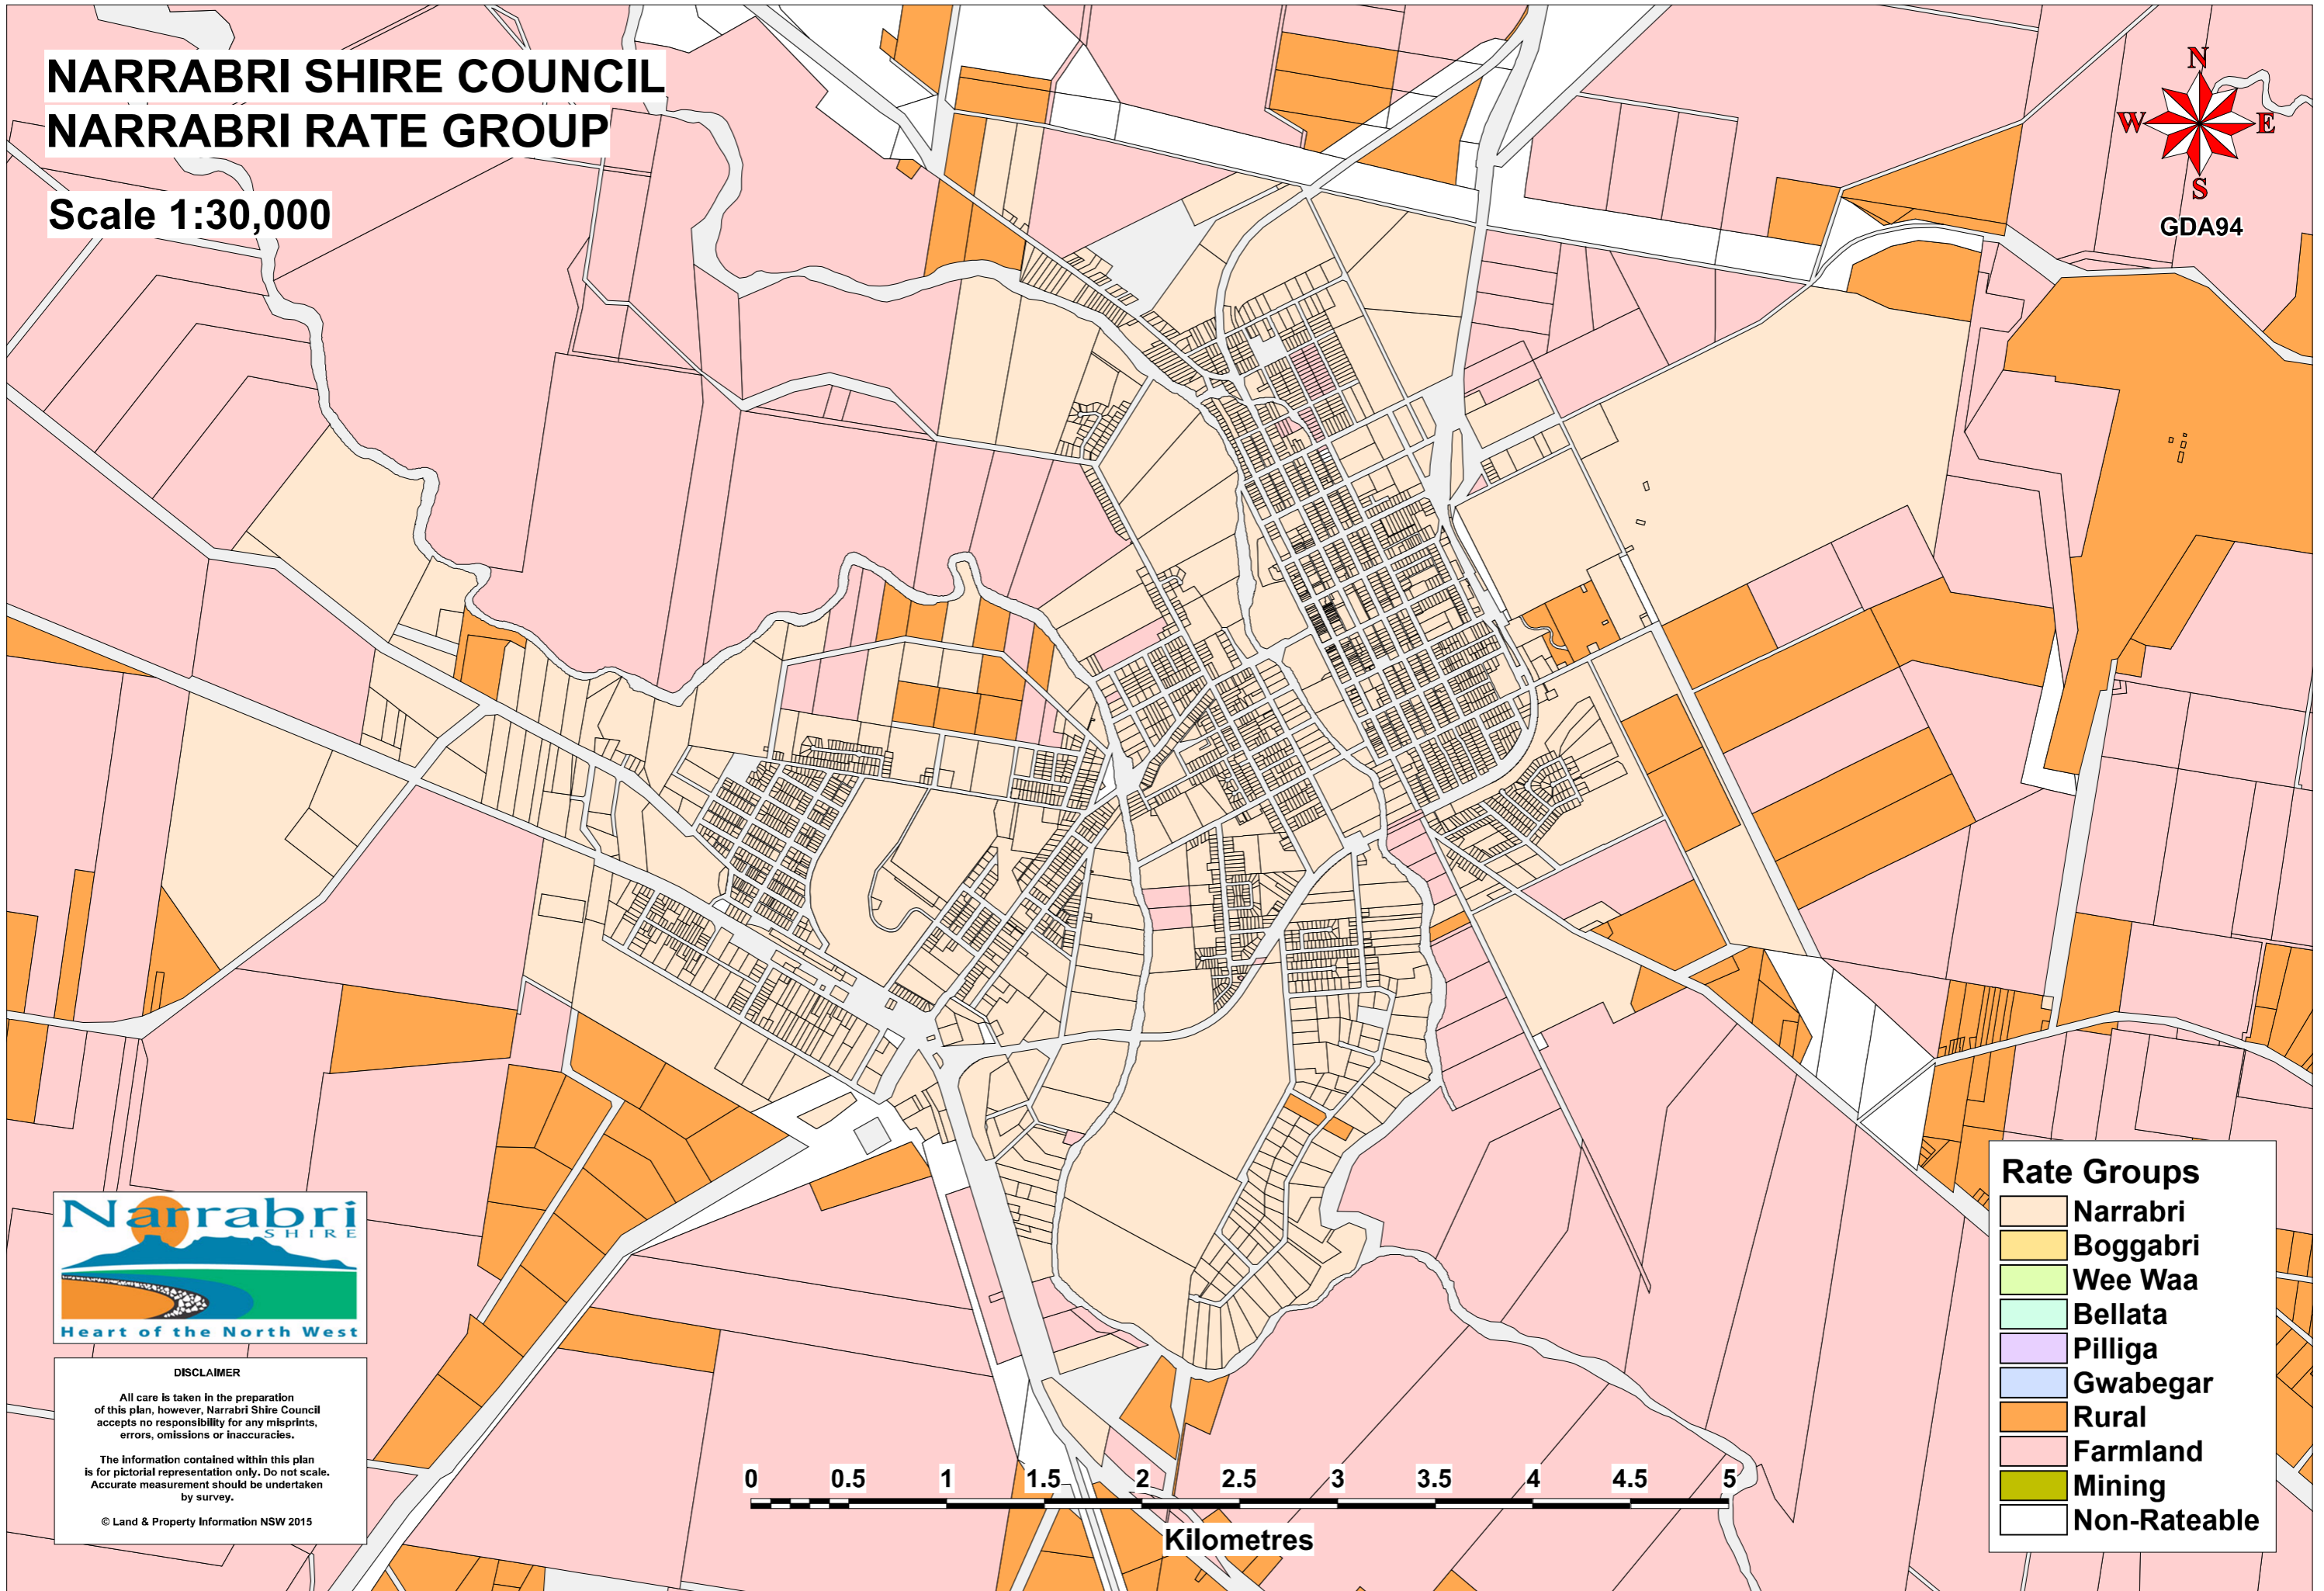 NARRABRI SHIRE COUNCIL
NARRABRI RATE GROUP
Scale 1:30,000
N
W
E
S
GDA94
Narrabri
SHIRE
Heart of the North West
DISCLAIMER
All care is taken in the preparation
of this plan, however, Narrabri Shire Council
accepts no responsibility for any misprints,
errors, omissions or inaccuracies.
The information contained within this plan
is for pictorial representation only. Do not scale.
Accurate measurement should be undertaken
by survey.
© Land & Property Information NSW 2015
0 0.5 1 1.5 2 2.5 3 3.5 4 4.5 5
Kilometres
Rate Groups
Narrabri
Boggabri
Wee Waa
Bellata
Pilliga
Gwabegar
Rural
Farmland
Mining
Non-Rateable